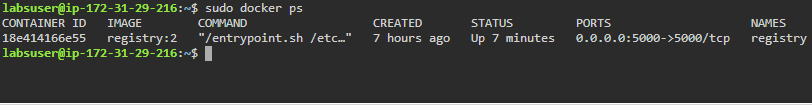 labsuser@ip-172-31-29-216:~$ sudo docker ps
CONTAINER ID   IMAGE        COMMAND                  CREATED       STATUS         PORTS                    NAMES
18e414166e55   registry:2   "/entrypoint.sh /etc…"   7 hours ago   Up 7 minutes   0.0.0.0:5000->5000/tcp   registry
labsuser@ip-172-31-29-216:~$